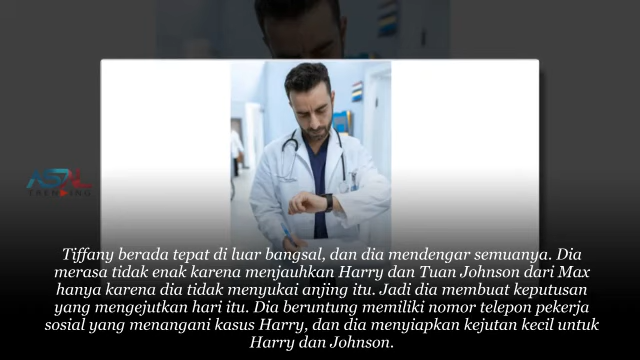 TRENDING
Tiffany berada tepat di luar bangsal, dan dia mendengar semuanya. Dia
merasa tidak enak karena menjauhkan Harry dan Tuan Johnson dari Max
hanya karena dia tidak menyukai anjing itu. Jadi dia membuat keputusan
yang mengejutkan hari itu. Dia beruntung memiliki nomor telepon pekerja
sosial yang menangani kasus Harry, dan dia menyiapkan kejutan kecil untuk
Harry dan Johnson.